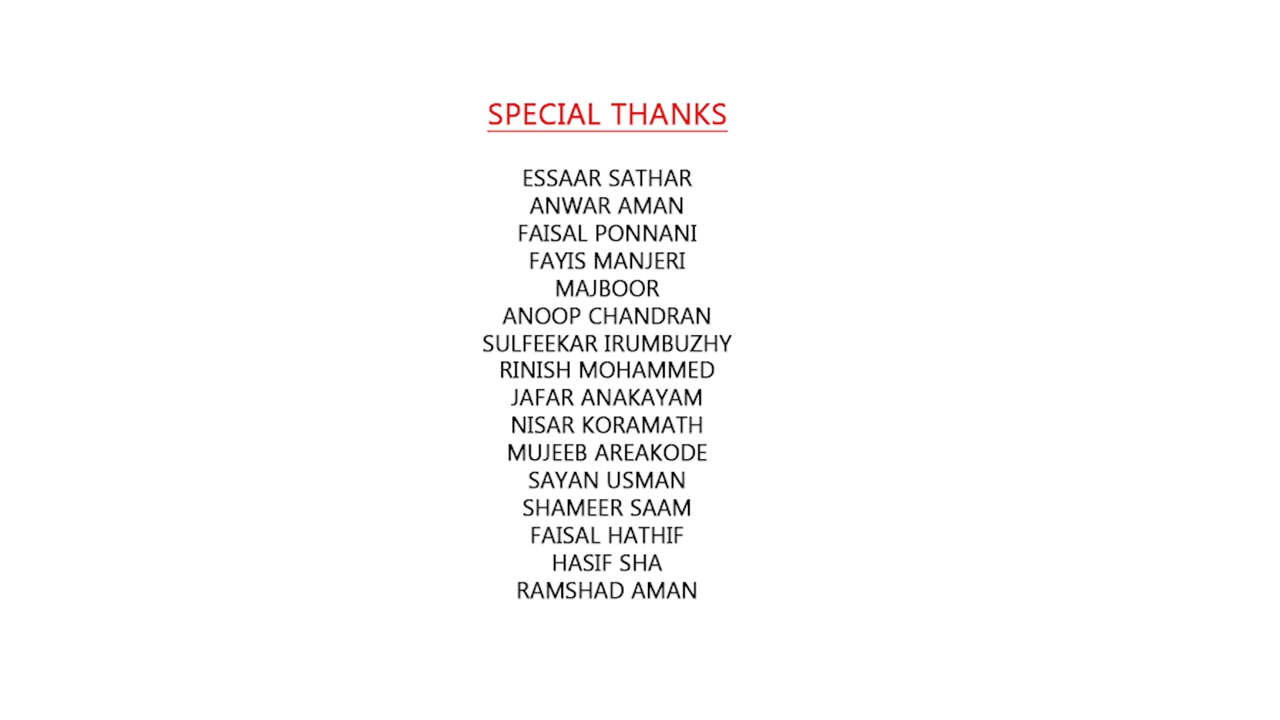 SPECIAL THANKS
ESSAAR SATHAR
ANWAR AMAN
FAISAL PONNANI
FAYIS MANJERI
MAJBOOR
ANOOP CHANDRAN
SULFEEKAR IRUMBUZHY
RINISH MOHAMMED
JAFAR ANAKAYAM
NISAR KORAMATH
MUJEEB AREAKODE
SAYAN USMAN
SHAMEER SAAM
FAISAL HATHIF
HASIF SHA
RAMSHAD AMAN